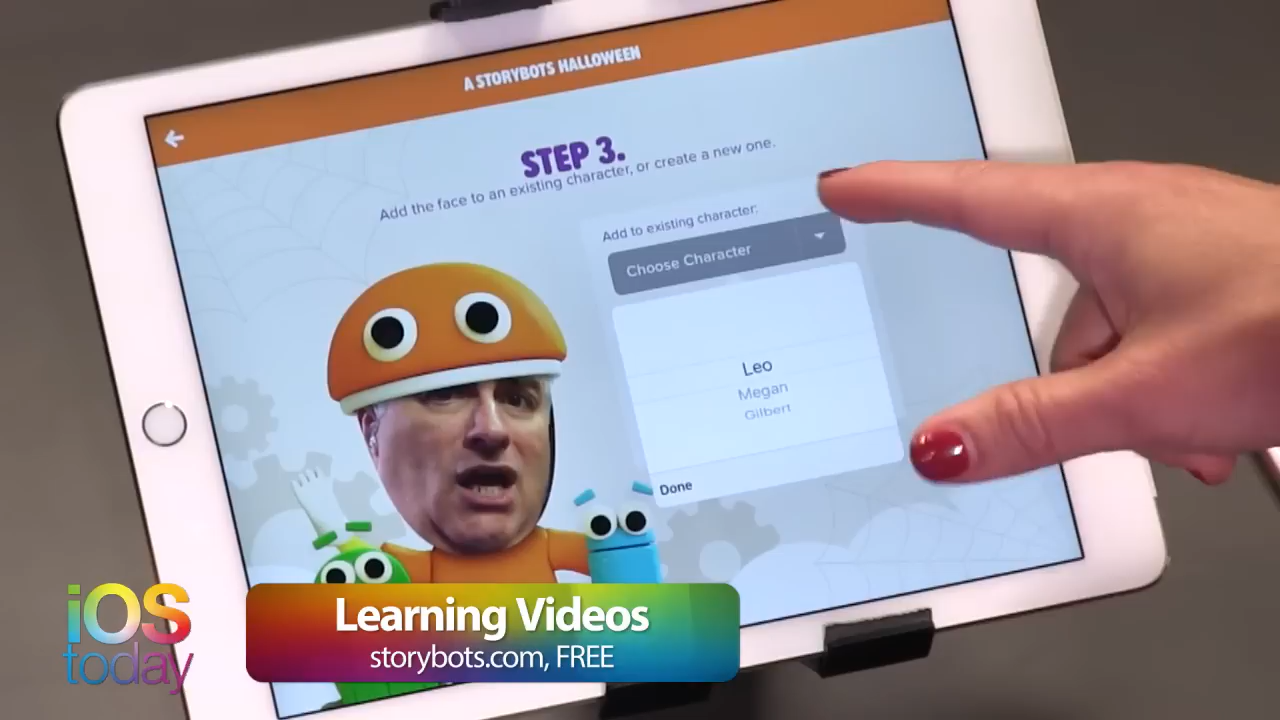 A STORYBOTS HALLOWEEN
STEP 3.
Add the face to an existing character, or create a new one.
Add to existing character:
Choose Character
Leo
Megan
Gilbert
Done
iOS
today
Learning Videos
storybots.com, FREE